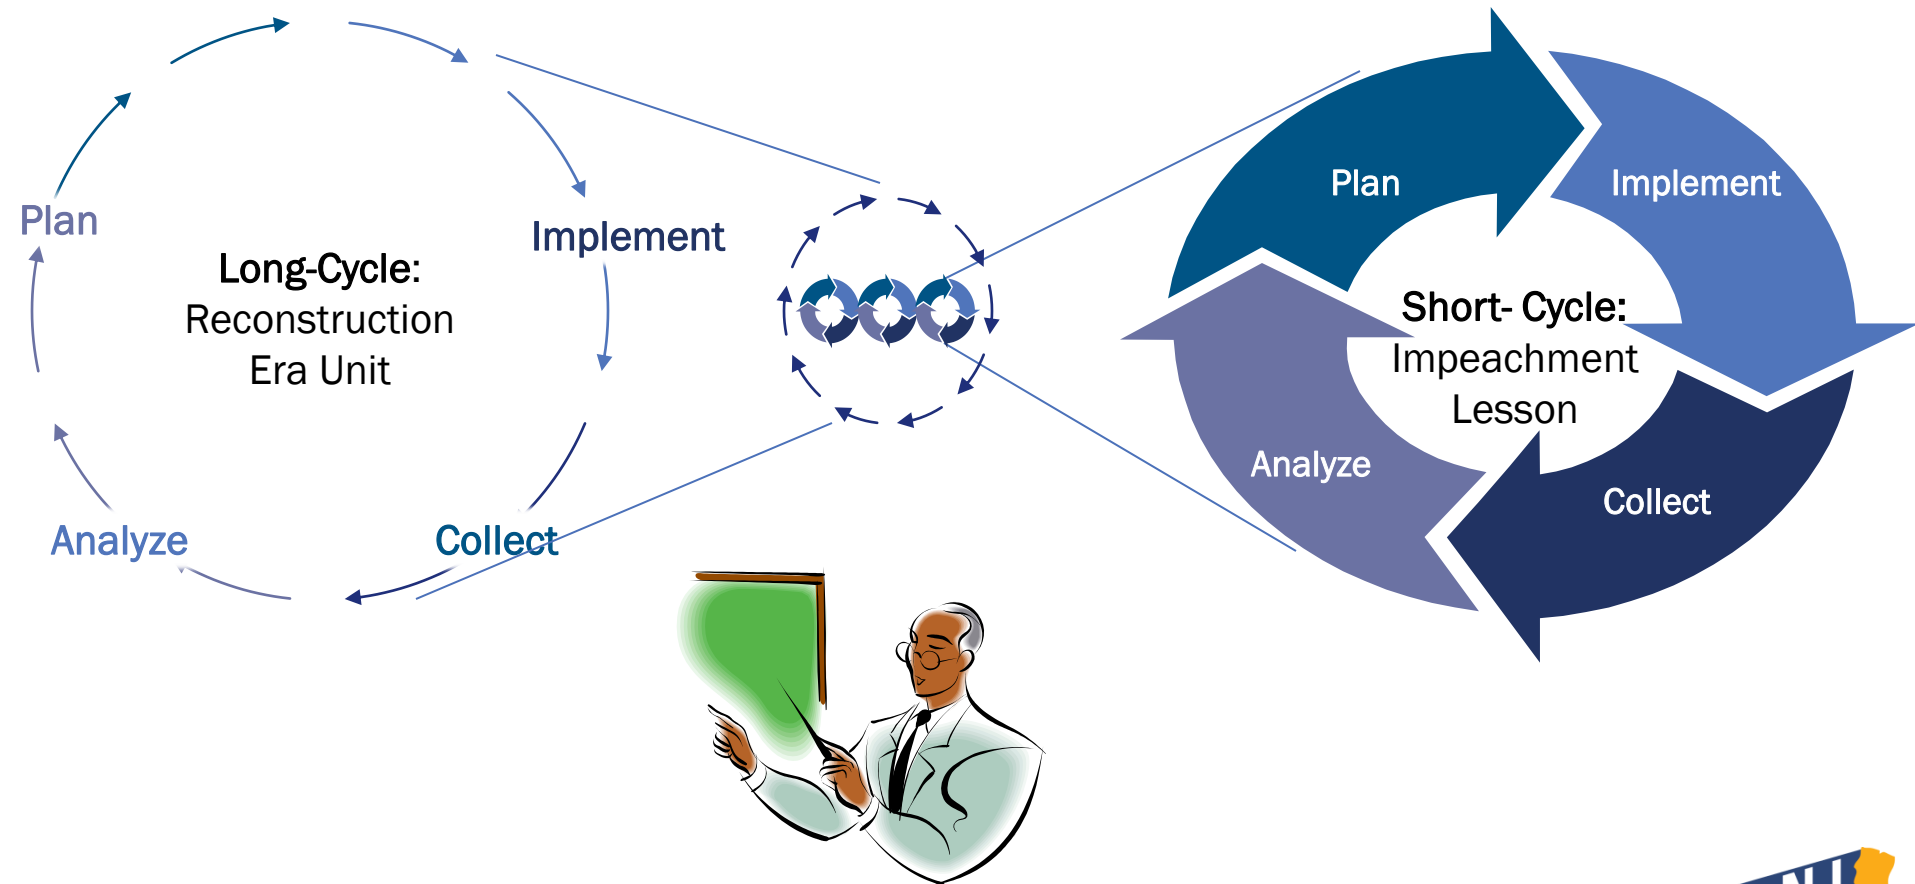 Plan
Implement
Long-Cycle:
Reconstruction
Era Unit
Analyze
Collect
Plan
Implement
Short- Cycle:
Impeachment
Lesson
Analyze
Collect